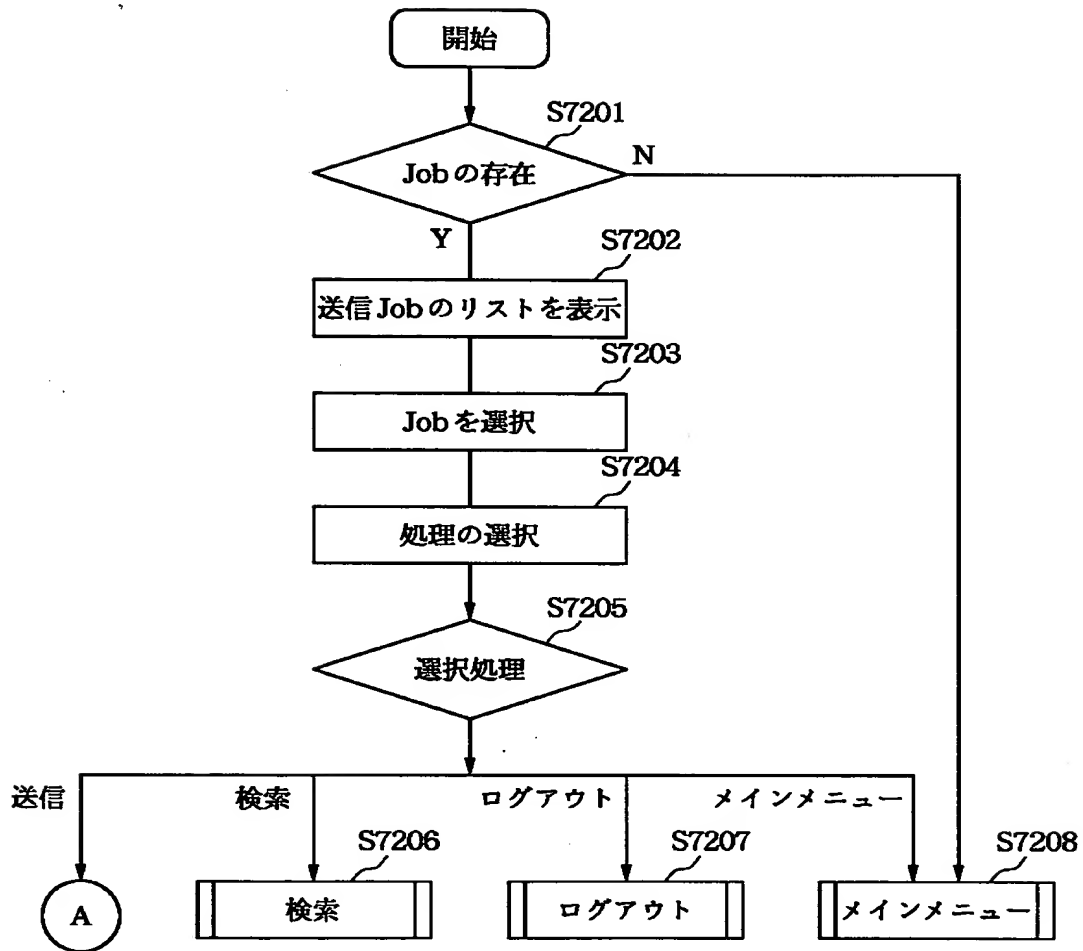 開始
S7201
Jobの存在
N
Y
S7202
送信Jobのリストを表示
S7203
Jobを選択
S7204
処理の選択
S7205
選択処理
送信
検索
ログアウト
メインメニュー
S7206
S7207
S7208
A
検索
ログアウト
メインメニュー